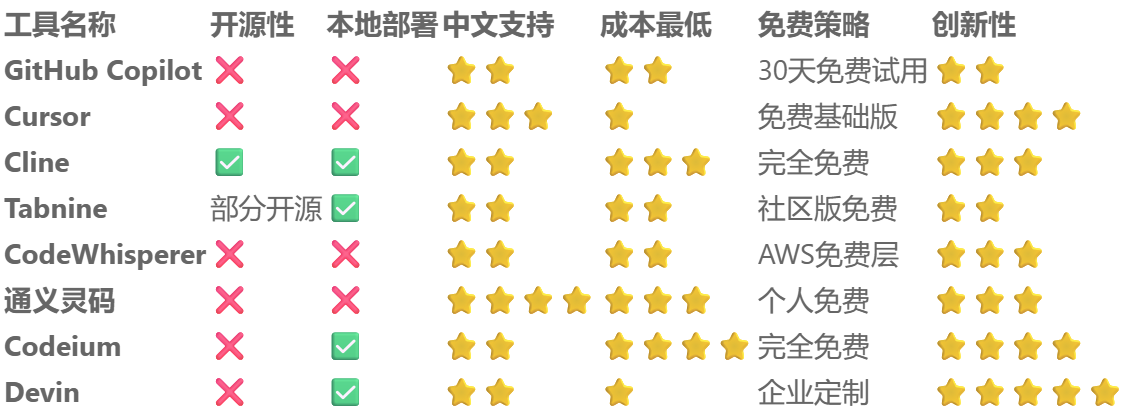 工具名称 开源性 本地部署 中文支持 成本最低 免费策略 创新性
GitHub Copilot ❌ ❌ ⭐⭐ ⭐⭐ 30天免费试用 ⭐⭐
Cursor ❌ ❌ ⭐⭐⭐ ⭐ 免费基础版 ⭐⭐⭐⭐
Cline ✅ ✅ ⭐⭐ ⭐⭐⭐ 完全免费 ⭐⭐⭐
Tabnine 部分开源 ✅ ⭐⭐ ⭐⭐ 社区版免费 ⭐⭐
CodeWhisperer ❌ ❌ ⭐⭐ ⭐⭐ AWS免费层 ⭐⭐⭐
通义灵码 ❌ ❌ ⭐⭐⭐⭐ ⭐⭐⭐ 个人免费 ⭐⭐⭐
Codeium ❌ ✅ ⭐⭐ ⭐⭐⭐⭐ 完全免费 ⭐⭐⭐⭐
Devin ❌ ✅ ⭐⭐ ⭐ 企业定制 ⭐⭐⭐⭐⭐